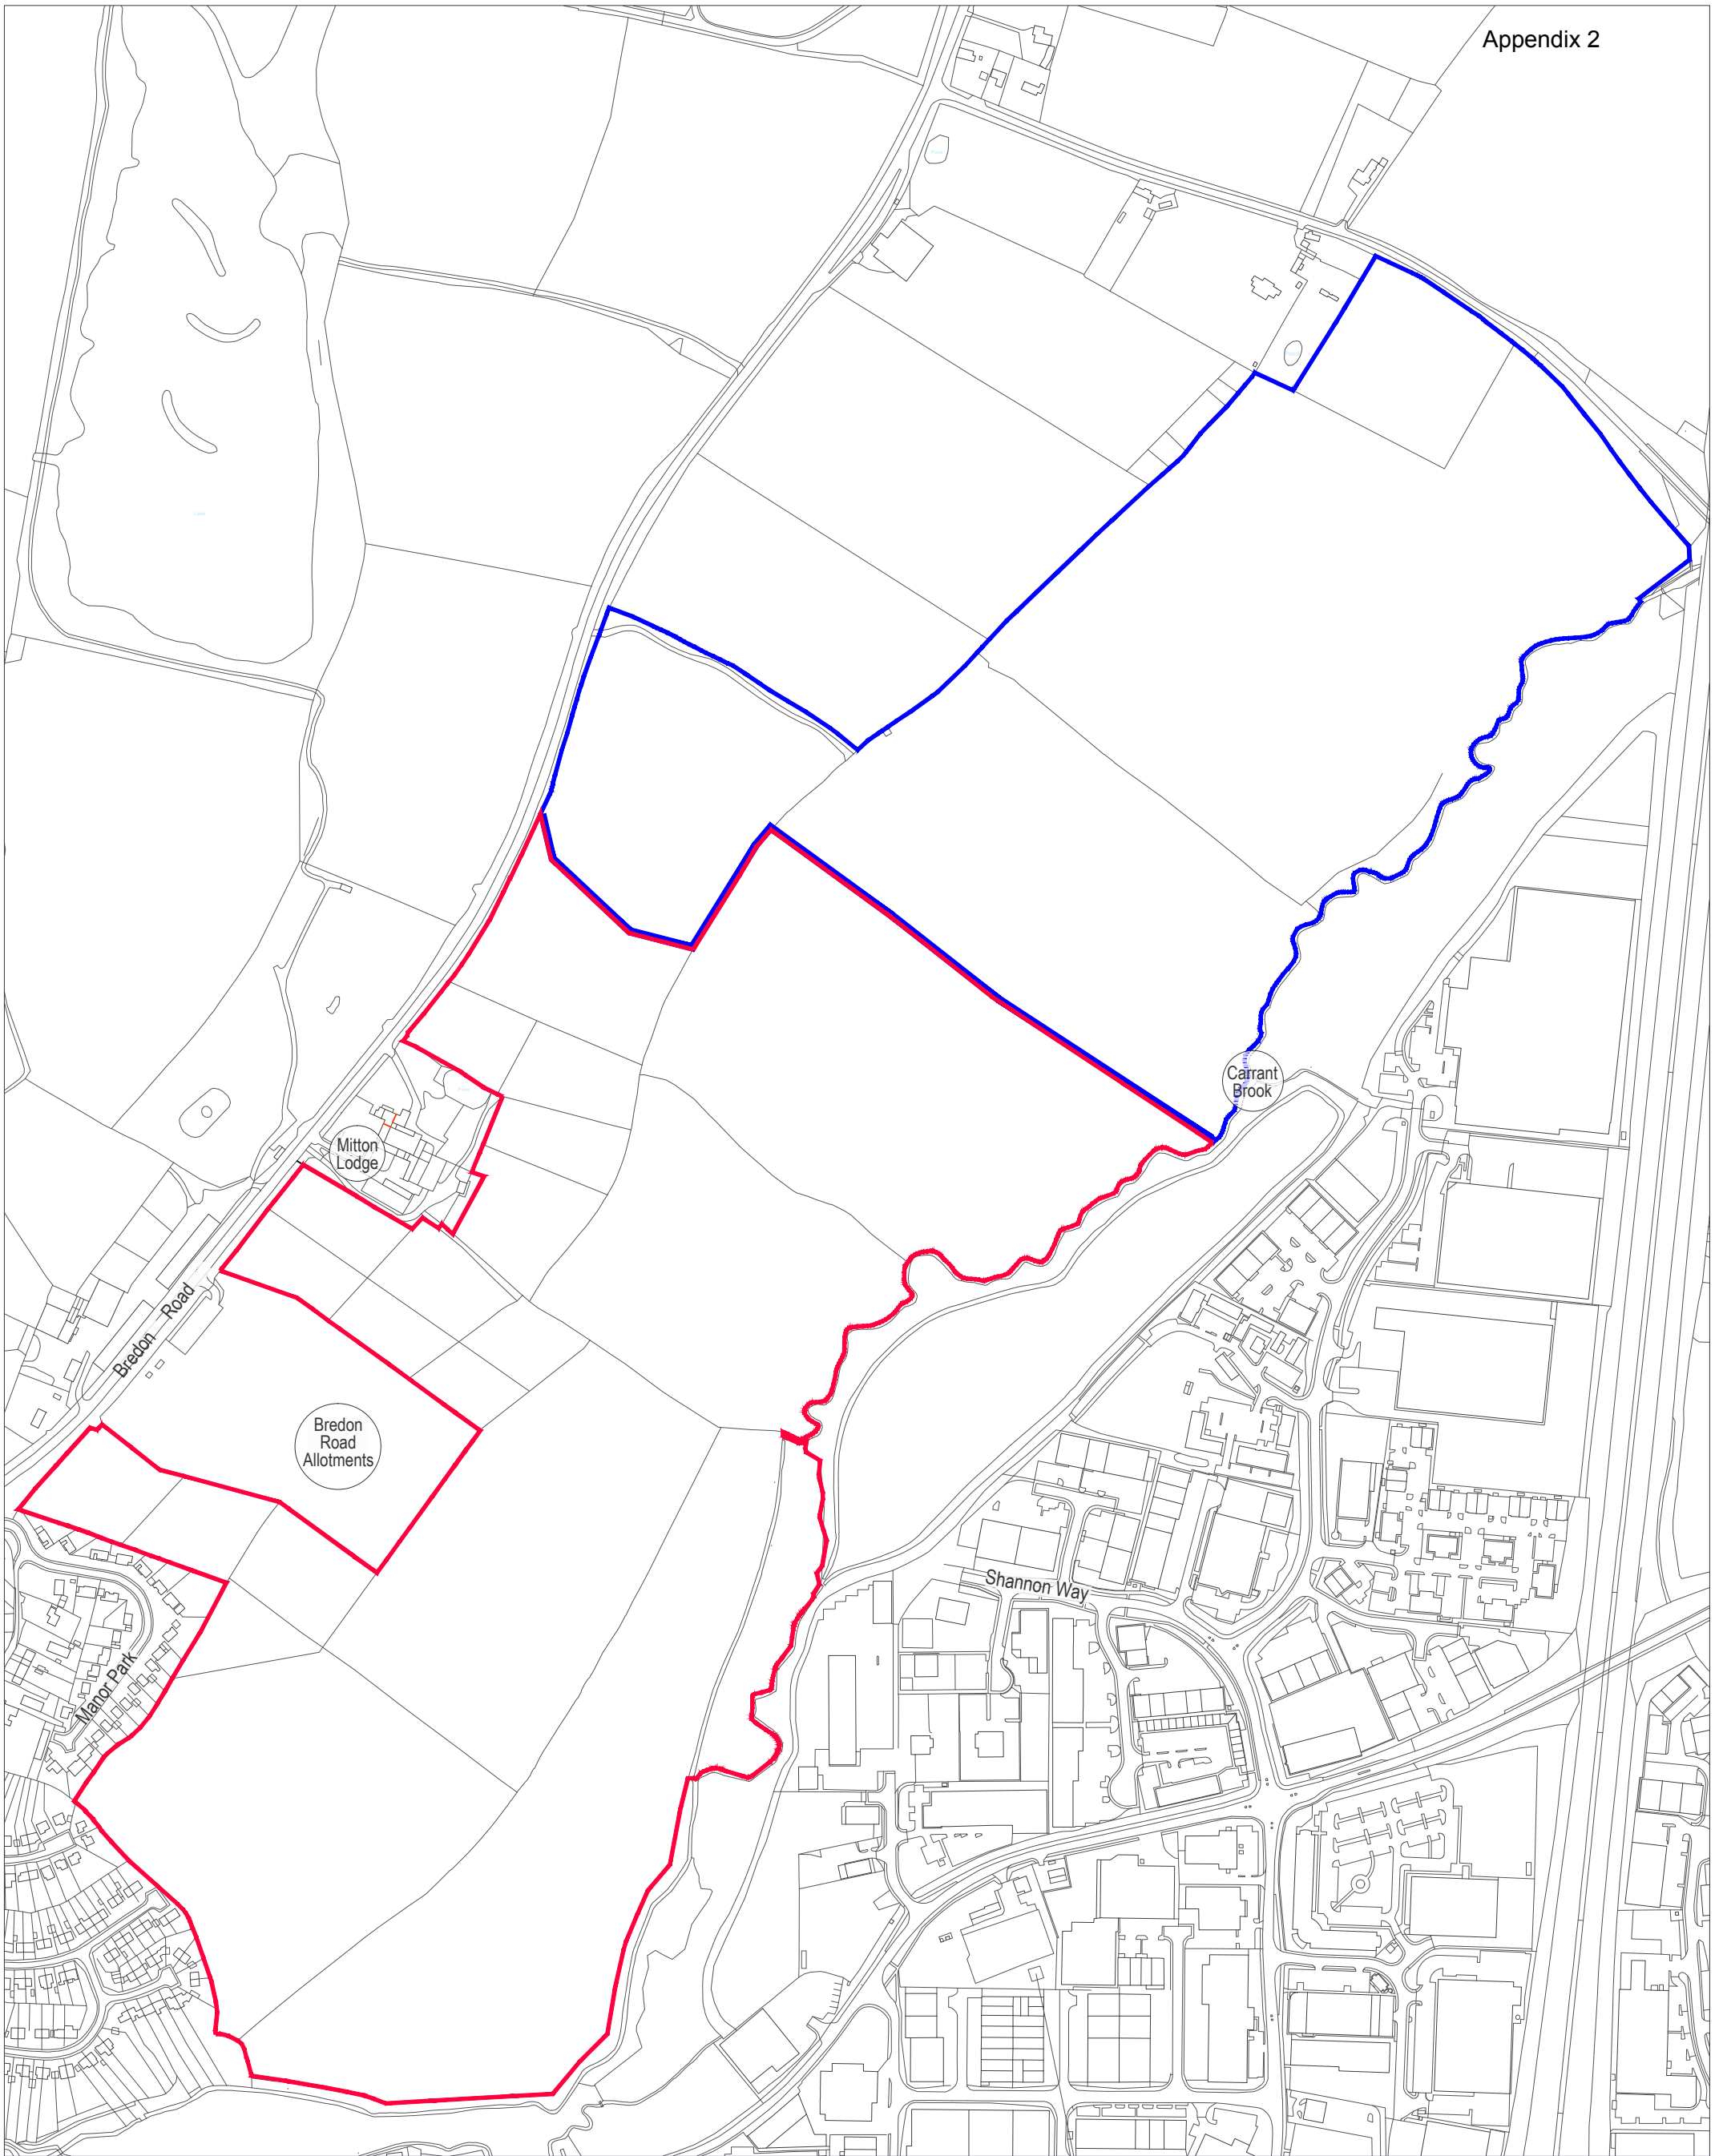 Appendix 2
Carrant
Brook
Mitton
Lodge
Bredon Road
Bredon
Road
Allotments
Shannon Way
Manor Park